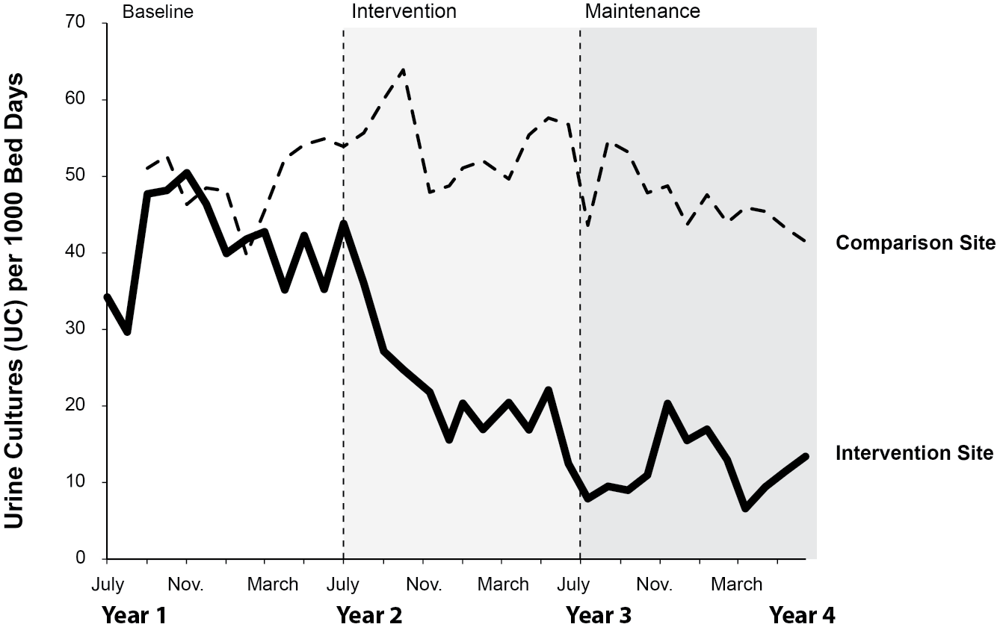 Baseline Intervention Maintenance
Urine Cultures (UC) per 1000 Bed Days
70
60
50
40
30
20
10
0
Comparison Site
Intervention Site
July Nov. March July Nov. March July Nov. March
Year 1 Year 2 Year 3 Year 4